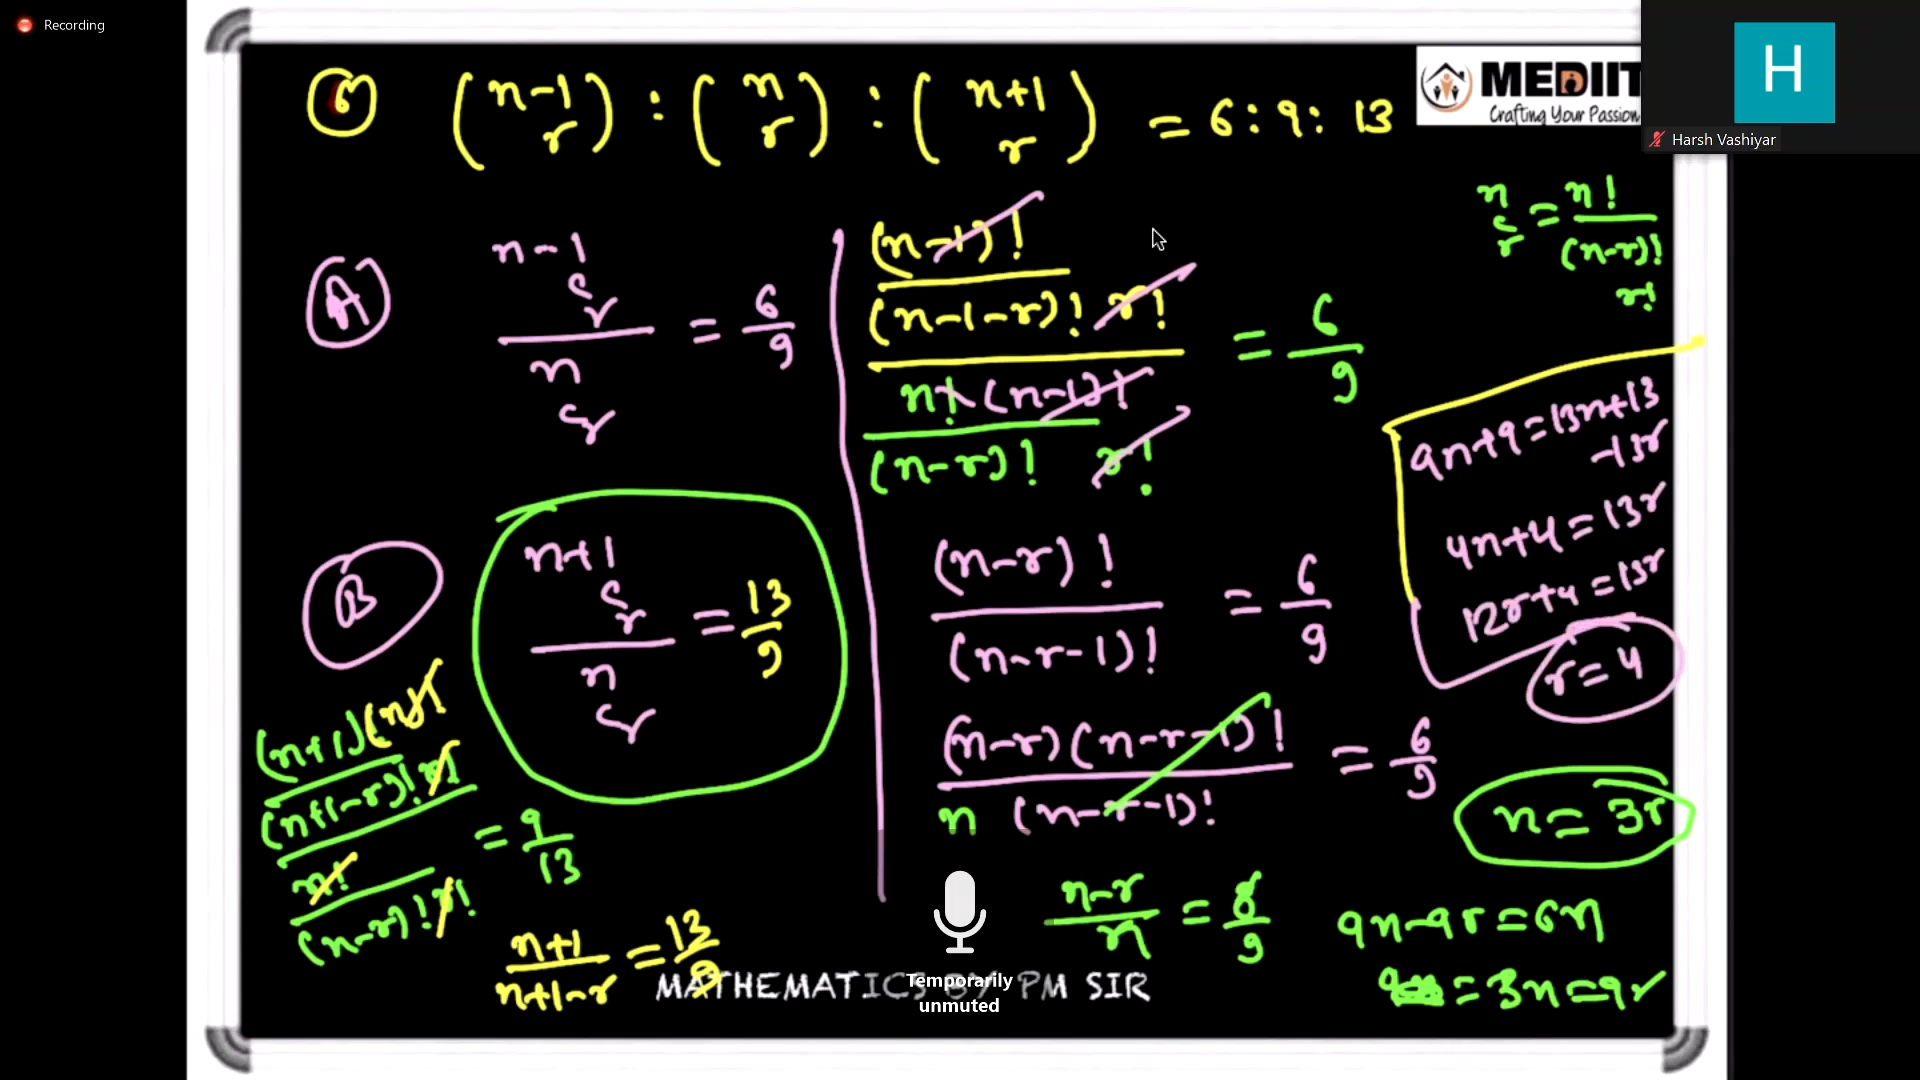 Recording
6 (n-1 r) : (n r) : (n+1 r) = 6 : 9 : 13
MEDIIT
Crafting Your Passion
H
Harsh Vashiyar
n c r = n! / (n-r)! r!
A
n-1 c r / n c r = 6/9
(n-1)! / (n-1-r)! r!
n! (n-1)! / (n-r)! r!
= 6/9
B
n+1 c r / n c r = 13/9
(n-r)! / (n-r-1)! = 6/9
(n-r)(n-r-1)! / n (n-r-1)! = 6/9
n-r / n = 6/9
9n-9r=6n
= 3n=9r
n = 3r
9n+9=13n+13
-13r
4n+4=13r
12r+4=13r
r=4
(n+1)(n)! / (n+1-r)! r!
n! / (n-r)! r!
= 9/13
n+1 / n+1-r = 13/9
MATHEMATICS BY PM SIR
Temporarily
unmuted